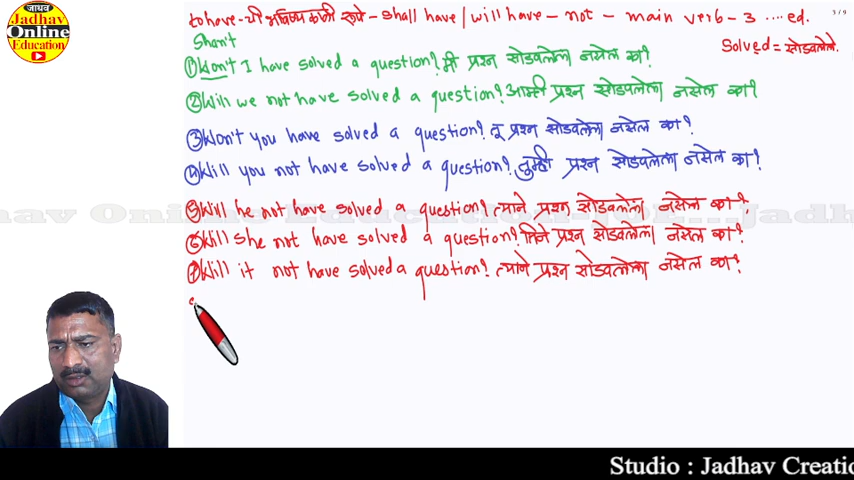 जाधव
Jadhav
Online
Education
to have - ची भविष्यकाळी रूपे - shall have / will have - not - main verb - 3 .... ed.
Shan't
Solved = सोडवलेले.
① Won't I have solved a question? मी प्रश्न सोडवलेला नसेल का?
② Will we not have solved a question? आम्ही प्रश्न सोडवलेला नसेल का?
③ Won't you have solved a question? तू प्रश्न सोडवलेला नसेल का?
④ Will you not have solved a question? तुम्ही प्रश्न सोडवलेला नसेल का?
⑤ Will he not have solved a question? त्याने प्रश्न सोडवलेला नसेल का?
⑥ Will she not have solved a question? तिने प्रश्न सोडवलेला नसेल का?
⑦ Will it not have solved a question? त्याने प्रश्न सोडवलेला नसेल का?
Studio : Jadhav Creatio